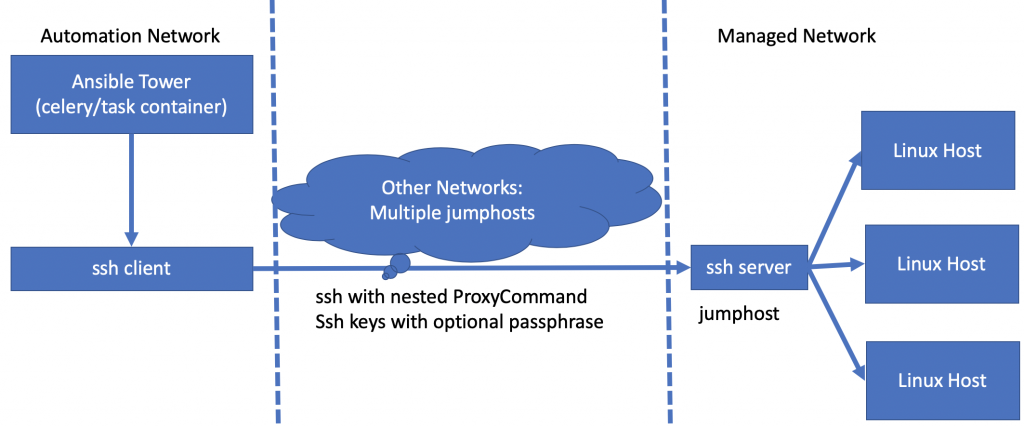 Automation Network
Managed Network
Ansible Tower
(celery/task container)
Linux Host
Other Networks:
Multiple jumphosts
ssh client
ssh server
Linux Host
ssh with nested ProxyCommand
Ssh keys with optional passphrase
jumphost
Linux Host